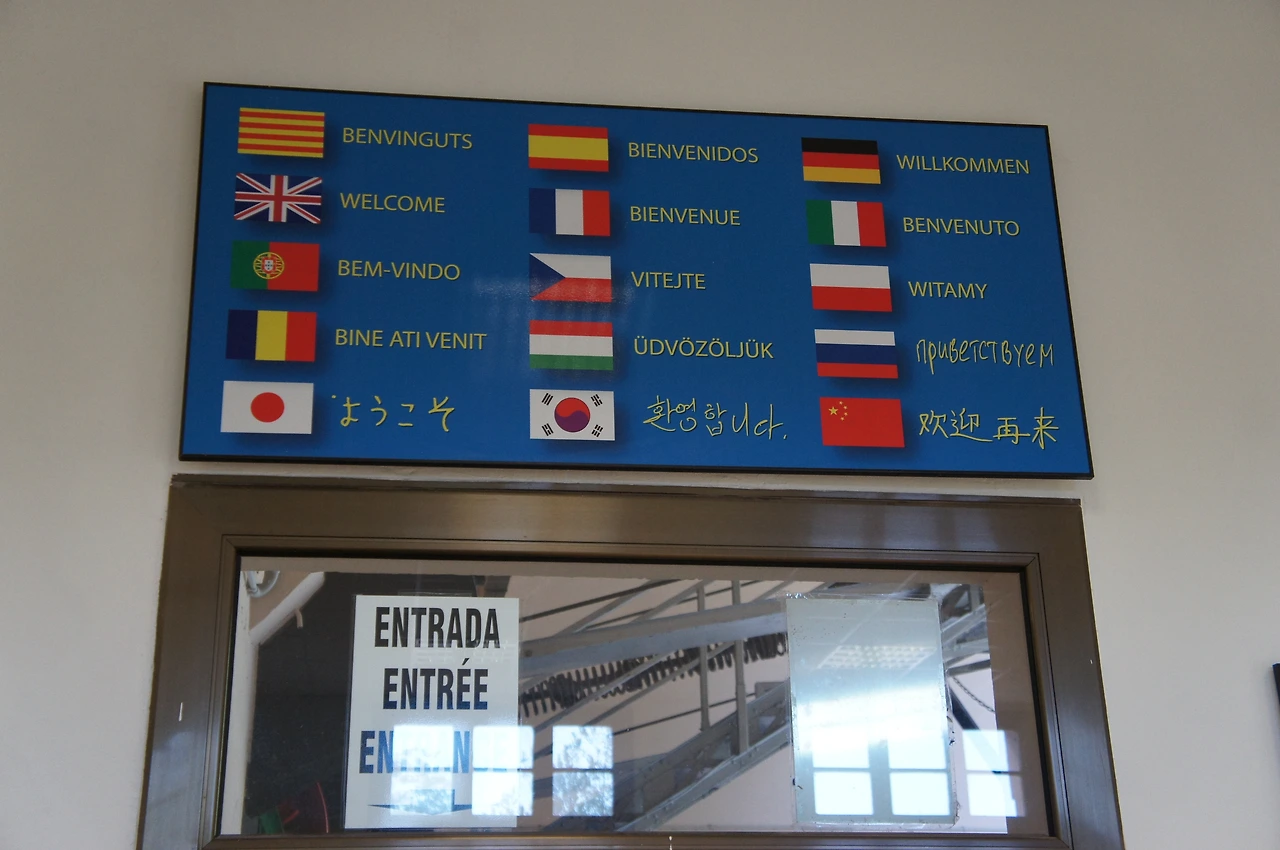 BENVINGUTS BIENVENIDOS WILLKOMMEN
WELCOME BIENVENUE BENVENUTO
BEM-VINDO VITEJTE WITAMY
BINE ATI VENIT ÜDVÖZÖLJÜK приветствуем
ようこそ 환영합니다. 欢迎再来
ENTRADA
ENTRÉE